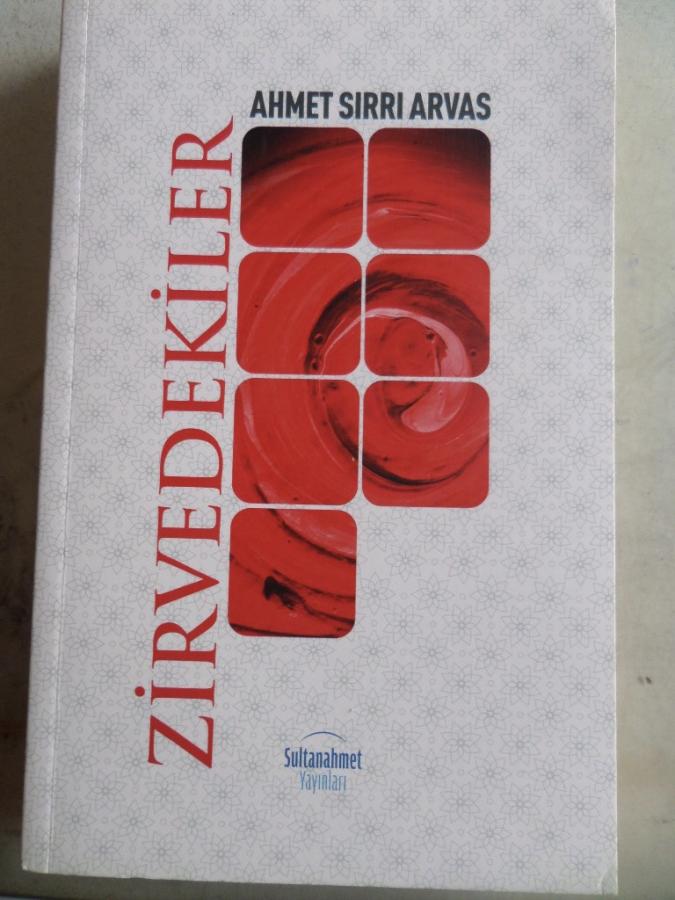 AHMET SIRRI ARVAS
ZİRVEDEKİLER
Sultanahmet
Yayınları